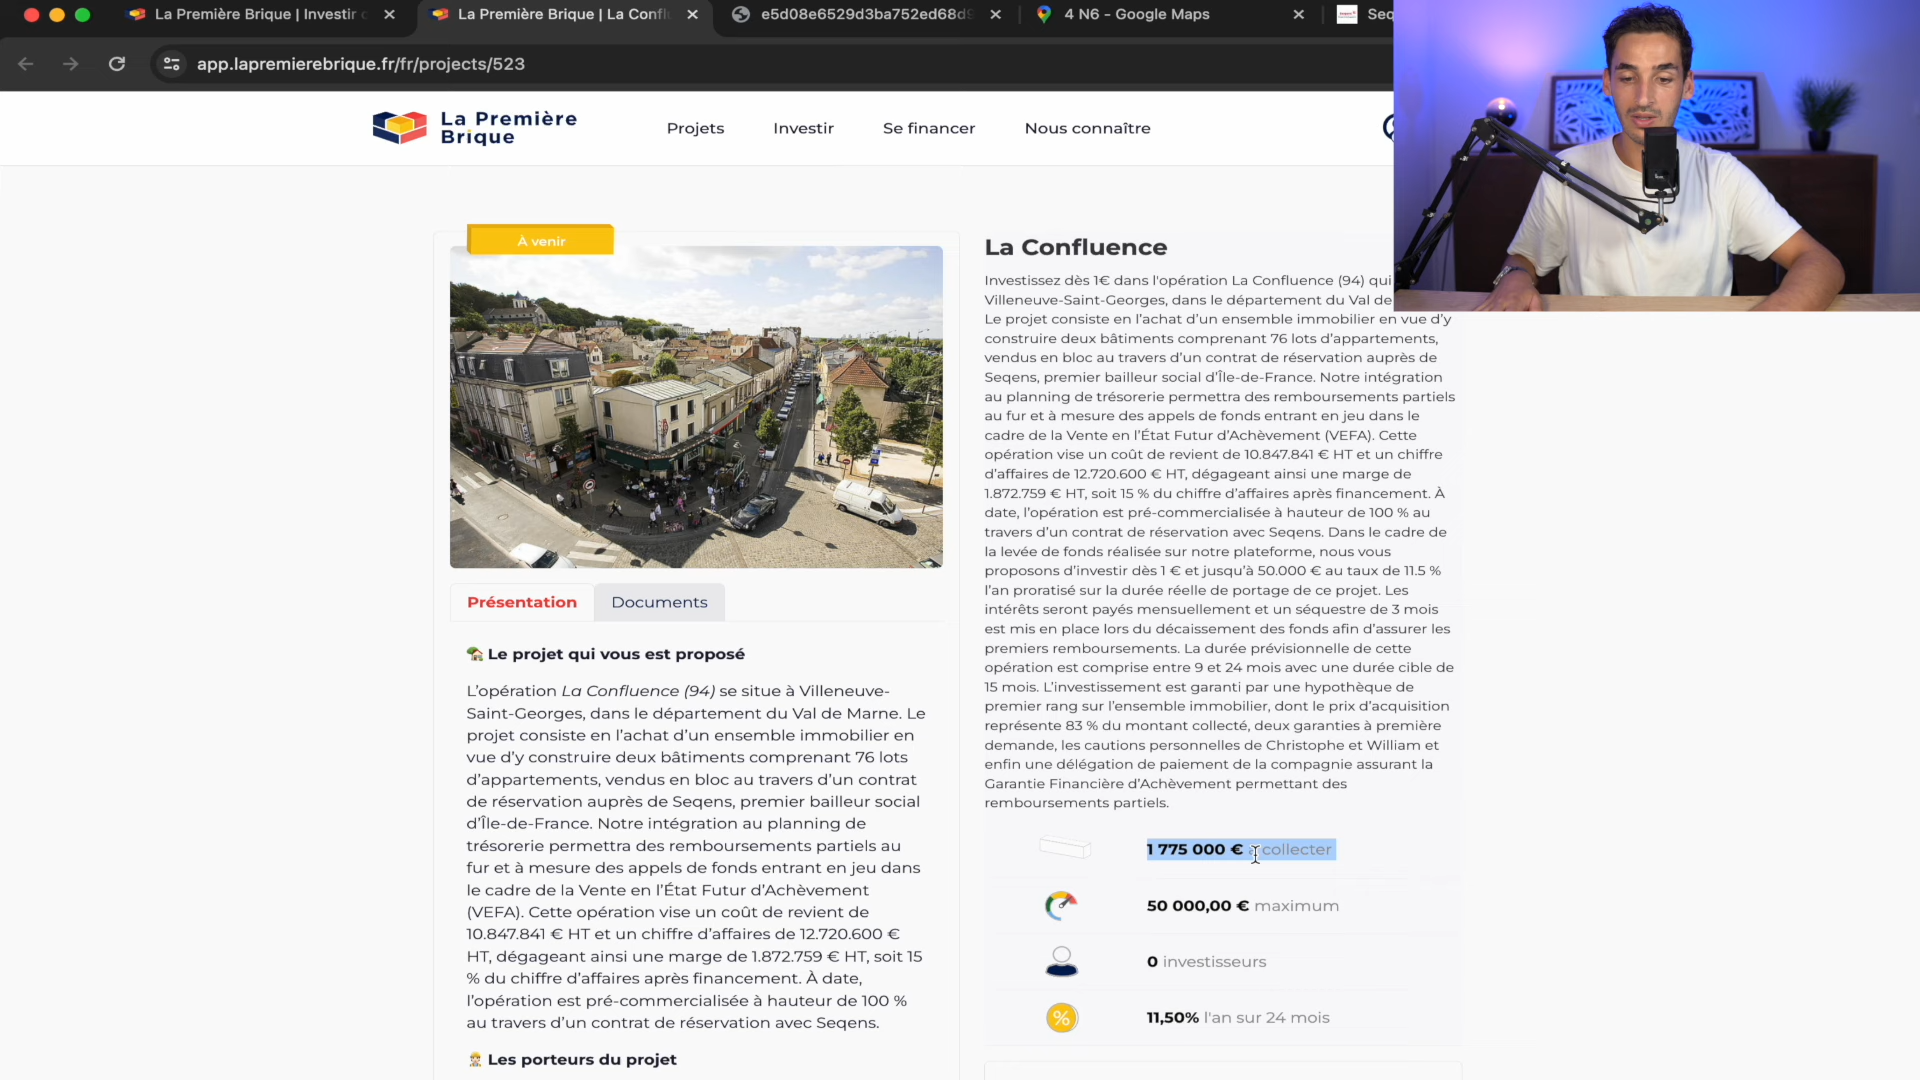 La Première Brique | Investir
La Première Brique | La Confl
e5d08e6529d3ba752ed68d9
4 N6 - Google Maps
Seq
app.lapremierebrique.fr/fr/projects/523
La Première
Brique
Projets
Investir
Se financer
Nous connaître
À venir
Présentation
Documents
Le projet qui vous est proposé
L’opération La Confluence (94) se situe à Villeneuve-
Saint-Georges, dans le département du Val de Marne. Le
projet consiste en l’achat d’un ensemble immobilier en
vue d’y construire deux bâtiments comprenant 76 lots
d’appartements, vendus en bloc au travers d’un contrat
de réservation auprès de Seqens, premier bailleur social
d’Île-de-France. Notre intégration au planning de
trésorerie permettra des remboursements partiels au
fur et à mesure des appels de fonds entrant en jeu dans
le cadre de la Vente en l’État Futur d’Achèvement
(VEFA). Cette opération vise un coût de revient de
10.847.841 € HT et un chiffre d’affaires de 12.720.600 €
HT, dégageant ainsi une marge de 1.872.759 € HT, soit 15
% du chiffre d’affaires après financement. À date,
l’opération est pré-commercialisée à hauteur de 100 %
au travers d’un contrat de réservation avec Seqens.
Les porteurs du projet
La Confluence
Investissez dès 1€ dans l'opération La Confluence (94) qui
Villeneuve-Saint-Georges, dans le département du Val de
Le projet consiste en l’achat d’un ensemble immobilier en vue d’y
construire deux bâtiments comprenant 76 lots d’appartements,
vendus en bloc au travers d’un contrat de réservation auprès de
Seqens, premier bailleur social d’Île-de-France. Notre intégration
au planning de trésorerie permettra des remboursements partiels
au fur et à mesure des appels de fonds entrant en jeu dans le
cadre de la Vente en l’État Futur d’Achèvement (VEFA). Cette
opération vise un coût de revient de 10.847.841 € HT et un chiffre
d’affaires de 12.720.600 € HT, dégageant ainsi une marge de
1.872.759 € HT, soit 15 % du chiffre d’affaires après financement. À
date, l’opération est pré-commercialisée à hauteur de 100 % au
travers d’un contrat de réservation avec Seqens. Dans le cadre de
la levée de fonds réalisée sur notre plateforme, nous vous
proposons d’investir dès 1 € et jusqu’à 50.000 € au taux de 11.5 %
l’an proratisé sur la durée réelle de portage de ce projet. Les
intérêts seront payés mensuellement et un séquestre de 3 mois
est mis en place lors du décaissement des fonds afin d’assurer les
premiers remboursements. La durée prévisionnelle de cette
opération est comprise entre 9 et 24 mois avec une durée cible de
15 mois. L’investissement est garanti par une hypothèque de
premier rang sur l’ensemble immobilier, dont le prix d’acquisition
représente 83 % du montant collecté, deux garanties à première
demande, les cautions personnelles de Christophe et William et
enfin une délégation de paiement de la compagnie assurant la
Garantie Financière d’Achèvement permettant des
remboursements partiels.
1 775 000 € à collecter
50 000,00 € maximum
0 investisseurs
11,50% l'an sur 24 mois